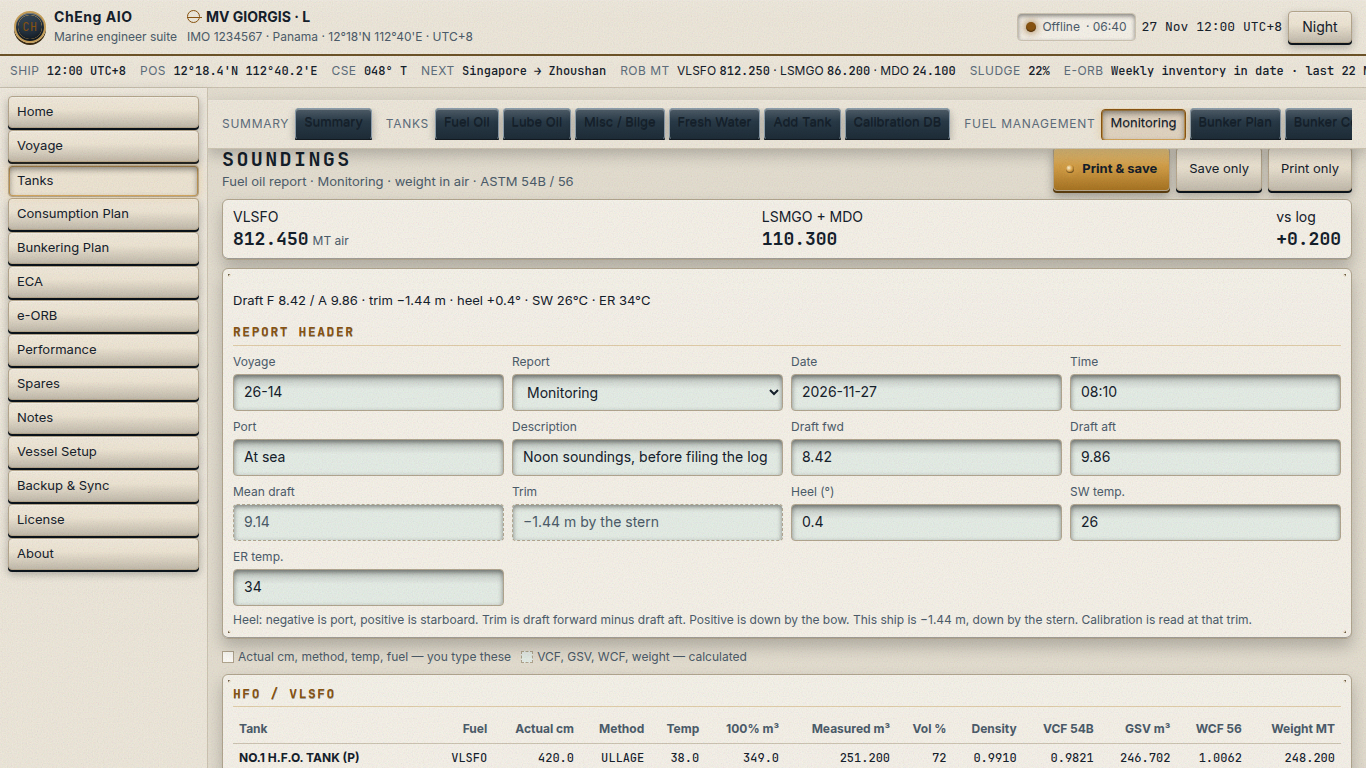 CH
ChEng AIO
Marine engineer suite
MV GIORGIS · L
IMO 1234567 · Panama · 12°18'N 112°40'E · UTC+8
Offline · 06:40
27 Nov 12:00 UTC+8
Night
SHIP 12:00 UTC+8 POS 12°18.4'N 112°40.2'E CSE 048° T NEXT Singapore → Zhoushan ROB MT VLSFO 812.250 · LSMGO 86.200 · MDO 24.100 SLUDGE 22% E-ORB Weekly inventory in date · last 22
Home
Voyage
Tanks
Consumption Plan
Bunkering Plan
ECA
e-ORB
Performance
Spares
Notes
Vessel Setup
Backup & Sync
License
About
SUMMARY Summary TANKS Fuel Oil Lube Oil Misc / Bilge Fresh Water Add Tank Calibration DB FUEL MANAGEMENT Monitoring Bunker Plan Bunker
SOUNDINGS
Fuel oil report · Monitoring · weight in air · ASTM 54B / 56
Print & save Save only Print only
VLSFO LSMGO + MDO vs log
812.450 MT air 110.300 +0.200
Draft F 8.42 / A 9.86 · trim −1.44 m · heel +0.4° · SW 26°C · ER 34°C
REPORT HEADER
Voyage Report Date Time
26-14 Monitoring 2026-11-27 08:10
Port Description Draft fwd Draft aft
At sea Noon soundings, before filing the log 8.42 9.86
Mean draft Trim Heel (°) SW temp.
9.14 −1.44 m by the stern 0.4 26
ER temp.
34
Heel: negative is port, positive is starboard. Trim is draft forward minus draft aft. Positive is down by the bow. This ship is −1.44 m, down by the stern. Calibration is read at that trim.
Actual cm, method, temp, fuel — you type these VCF, GSV, WCF, weight — calculated
HFO / VLSFO
Tank Fuel Actual cm Method Temp 100% m³ Measured m³ Vol % Density VCF 54B GSV m³ WCF 56 Weight MT
NO.1 H.F.O. TANK (P) VLSFO 420.0 ULLAGE 38.0 349.0 251.200 72 0.9910 0.9821 246.702 1.0062 248.200